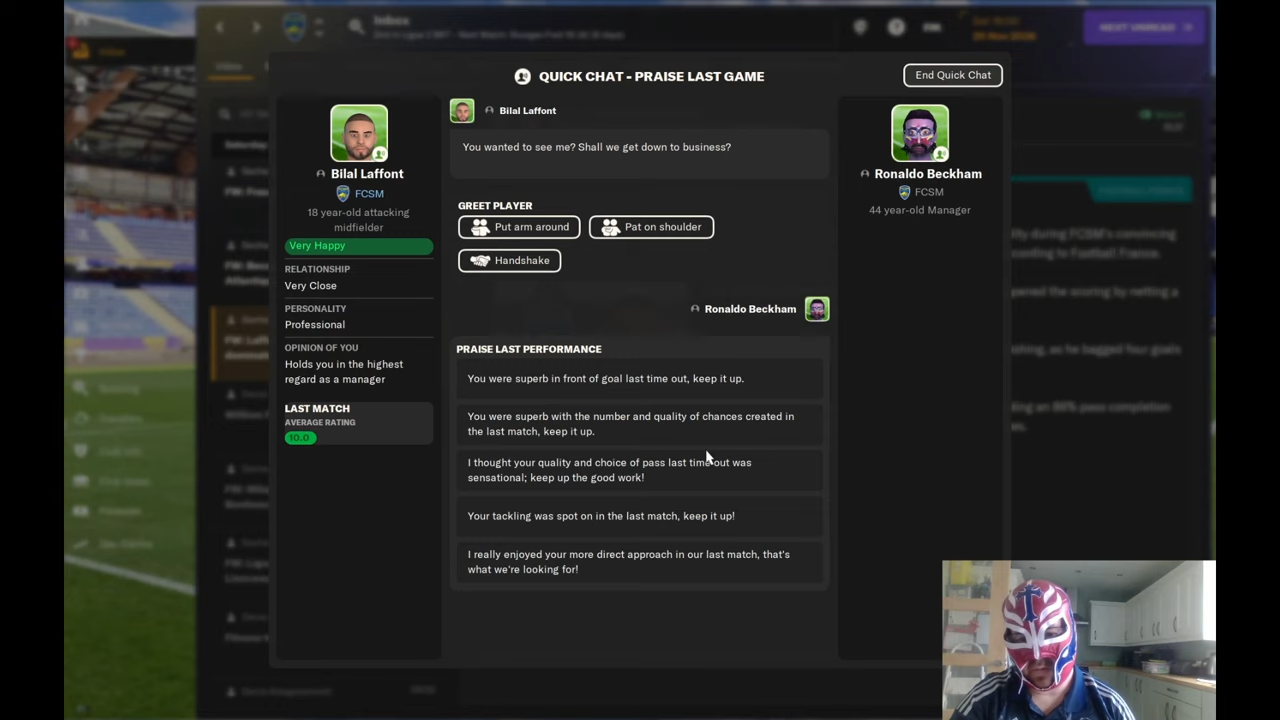 Inbox
NEXT UNREAD
QUICK CHAT - PRAISE LAST GAME
End Quick Chat
Bilal Laffont
FCSM
18 year-old attacking
midfielder
Very Happy
RELATIONSHIP
Very Close
PERSONALITY
Professional
OPINION OF YOU
Holds you in the highest
regard as a manager
LAST MATCH
AVERAGE RATING
10.0
Bilal Laffont
You wanted to see me? Shall we get down to business?
GREET PLAYER
Put arm around
Pat on shoulder
Handshake
Ronaldo Beckham
PRAISE LAST PERFORMANCE
You were superb in front of goal last time out, keep it up.
You were superb with the number and quality of chances created in
the last match, keep it up.
I thought your quality and choice of pass last time out was
sensational; keep up the good work!
Your tackling was spot on in the last match, keep it up!
I really enjoyed your more direct approach in our last match, that's
what we're looking for!
Ronaldo Beckham
FCSM
44 year-old Manager